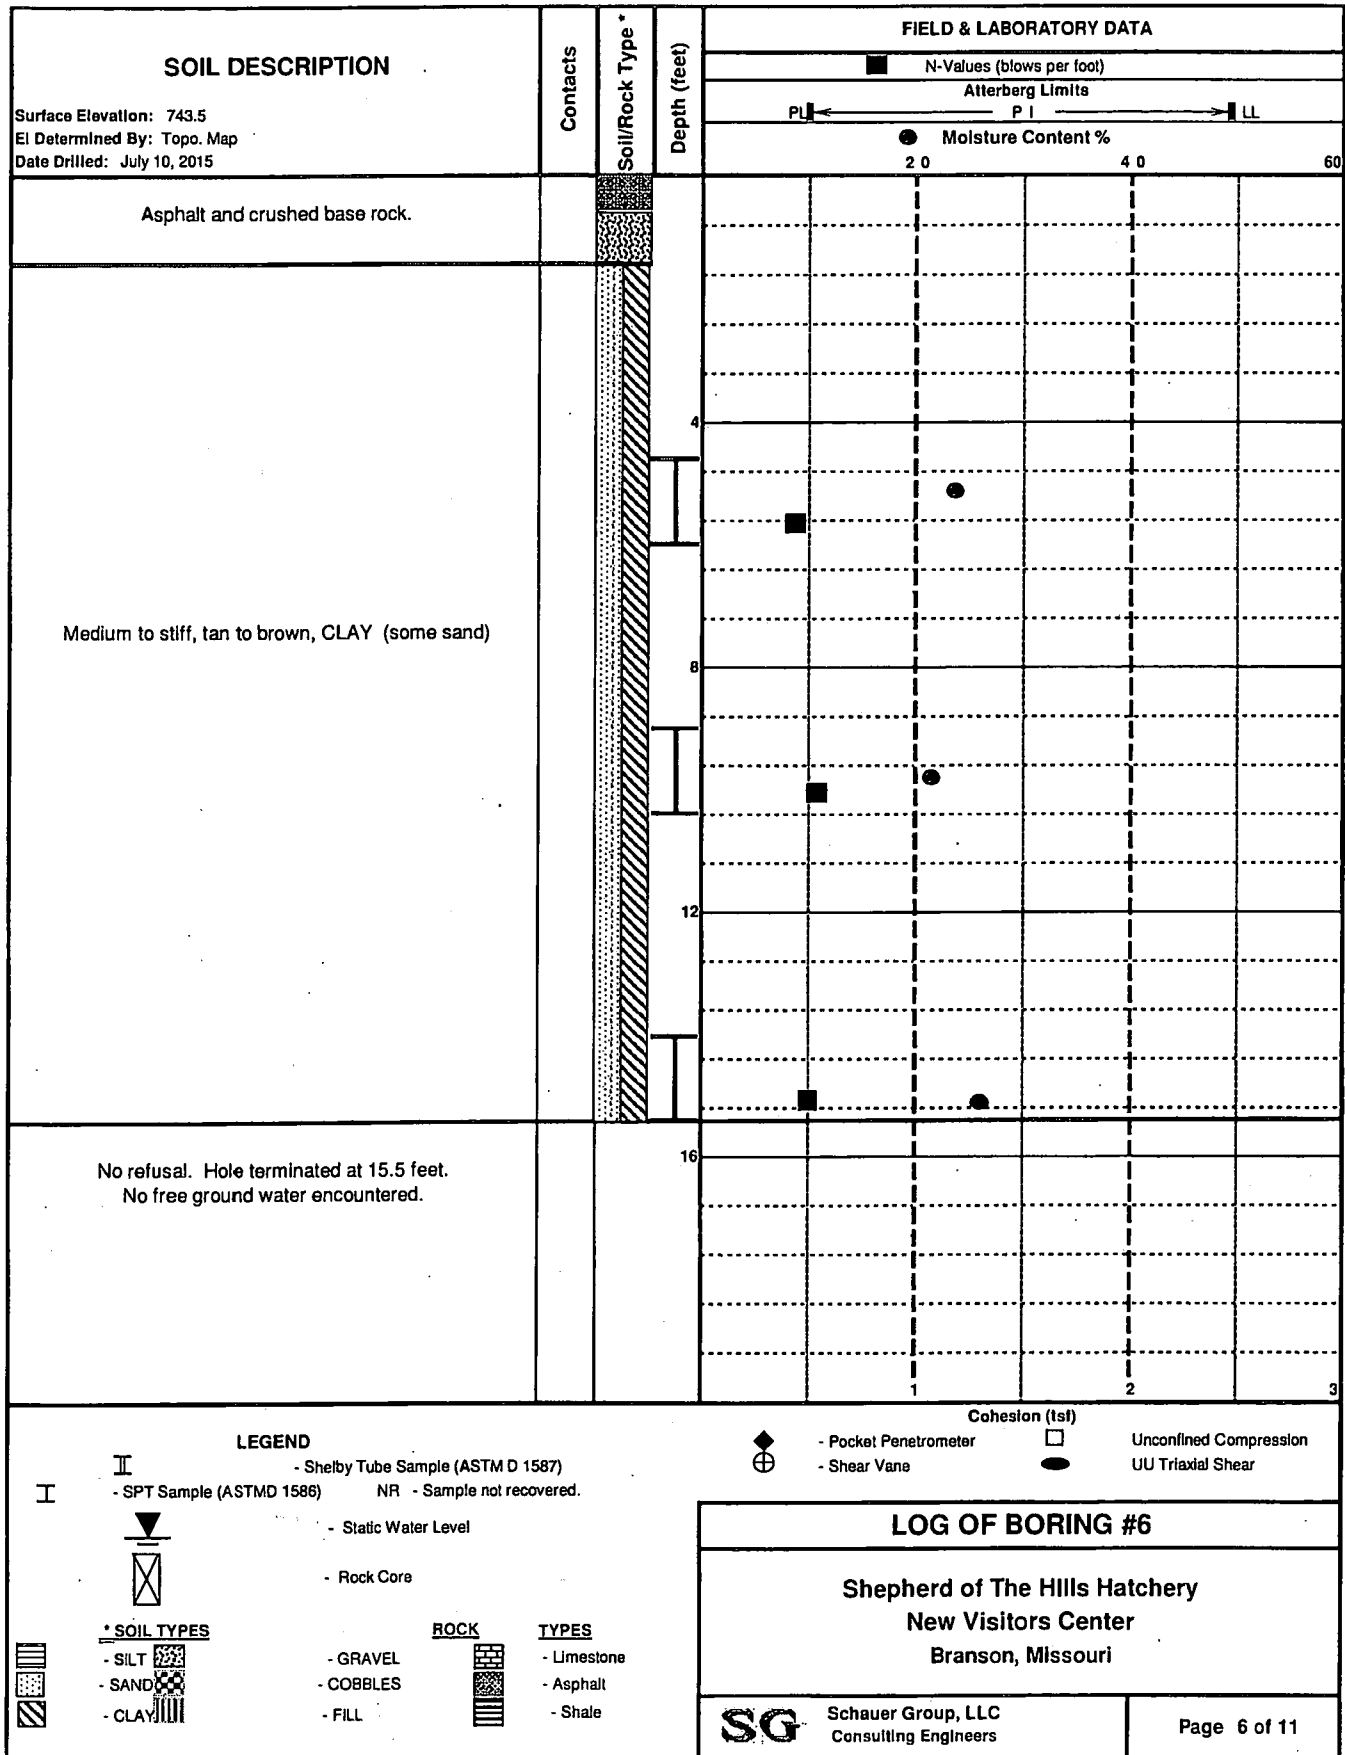 SOIL DESCRIPTION
Surface Elevation: 743.5
El Determined By: Topo. Map
Date Drilled: July 10, 2015
Contacts
Soil/Rock Type *
Depth (feet)
FIELD & LABORATORY DATA
N-Values (blows per foot)
Atterberg Limits
PL P I LL
Moisture Content %
20 40 60
Asphalt and crushed base rock.
4
Medium to stiff, tan to brown, CLAY (some sand)
8
12
16
No refusal. Hole terminated at 15.5 feet.
No free ground water encountered.
1 2 3
Cohesion (tsf)
- Pocket Penetrometer
Unconfined Compression
- Shear Vane
UU Triaxial Shear
LEGEND
- Shelby Tube Sample (ASTM D 1587)
- SPT Sample (ASTMD 1586) NR - Sample not recovered.
- Static Water Level
- Rock Core
* SOIL TYPES ROCK TYPES
- SILT - GRAVEL - Limestone
- SAND - COBBLES - Asphalt
- CLAY - FILL - Shale
LOG OF BORING #6
Shepherd of The Hills Hatchery
New Visitors Center
Branson, Missouri
SG
Schauer Group, LLC
Consulting Engineers
Page 6 of 11